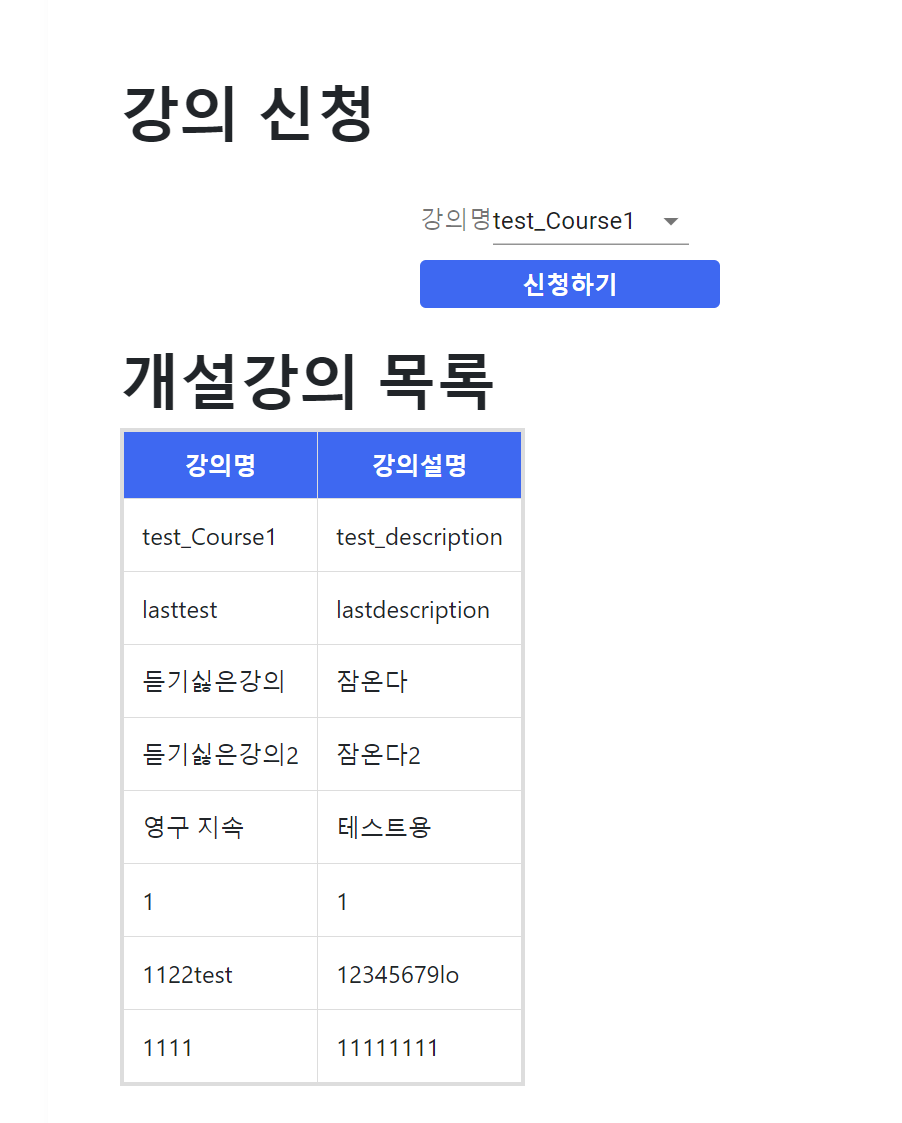 강의 신청
강의명 test_Course1
신청하기
개설강의 목록
강의명 강의설명
test_Course1 test_description
lasttest lastdescription
듣기싫은강의 잠온다
듣기싫은강의2 잠온다2
영구 지속 테스트용
1 1
1122test 12345679lo
1111 11111111